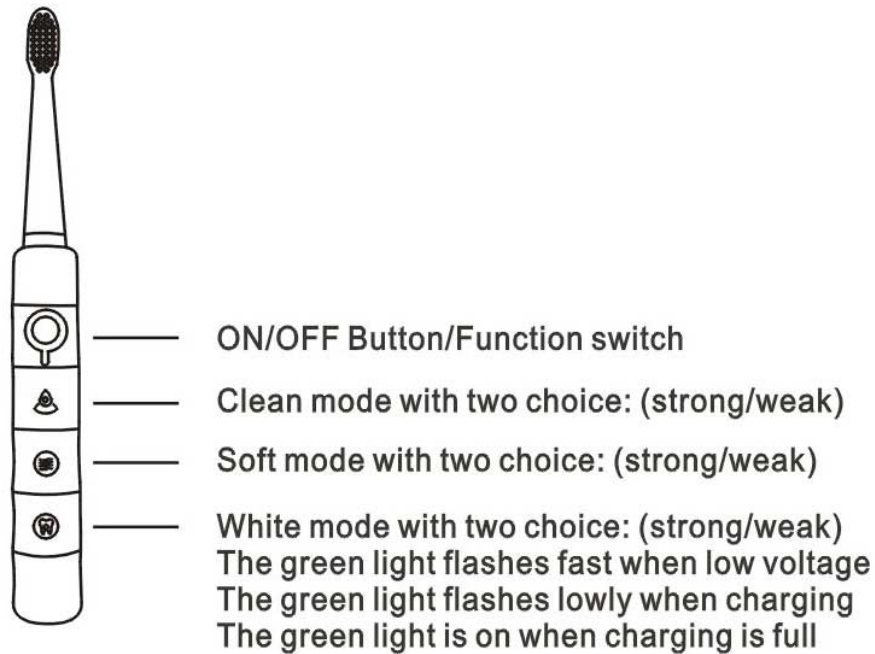 ON/OFF Button/Function switch
Clean mode with two choice: (strong/weak)
Soft mode with two choice: (strong/weak)
White mode with two choice: (strong/weak)
The green light flashes fast when low voltage
The green light flashes lowly when charging
The green light is on when charging is full